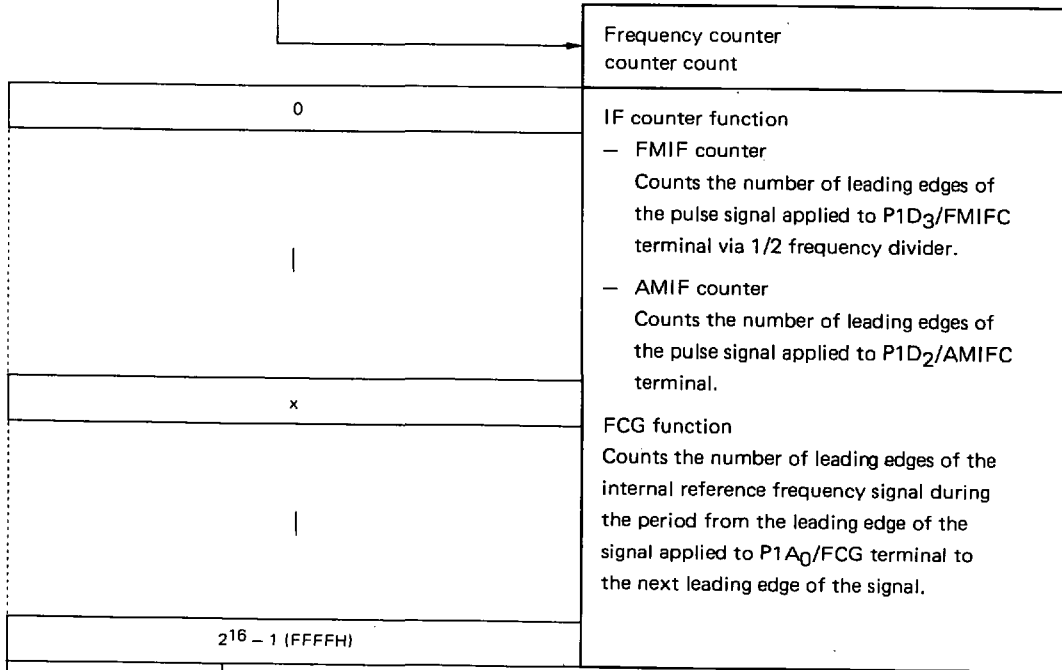 Frequency counter
counter count
0
x
2¹⁶ – 1 (FFFFH)
IF counter function
– FMIF counter
Counts the number of leading edges of
the pulse signal applied to P1D₃/FMIFC
terminal via 1/2 frequency divider.
– AMIF counter
Counts the number of leading edges of
the pulse signal applied to P1D₂/AMIFC
terminal.
FCG function
Counts the number of leading edges of the
internal reference frequency signal during
the period from the leading edge of the
signal applied to P1A₀/FCG terminal to
the next leading edge of the signal.